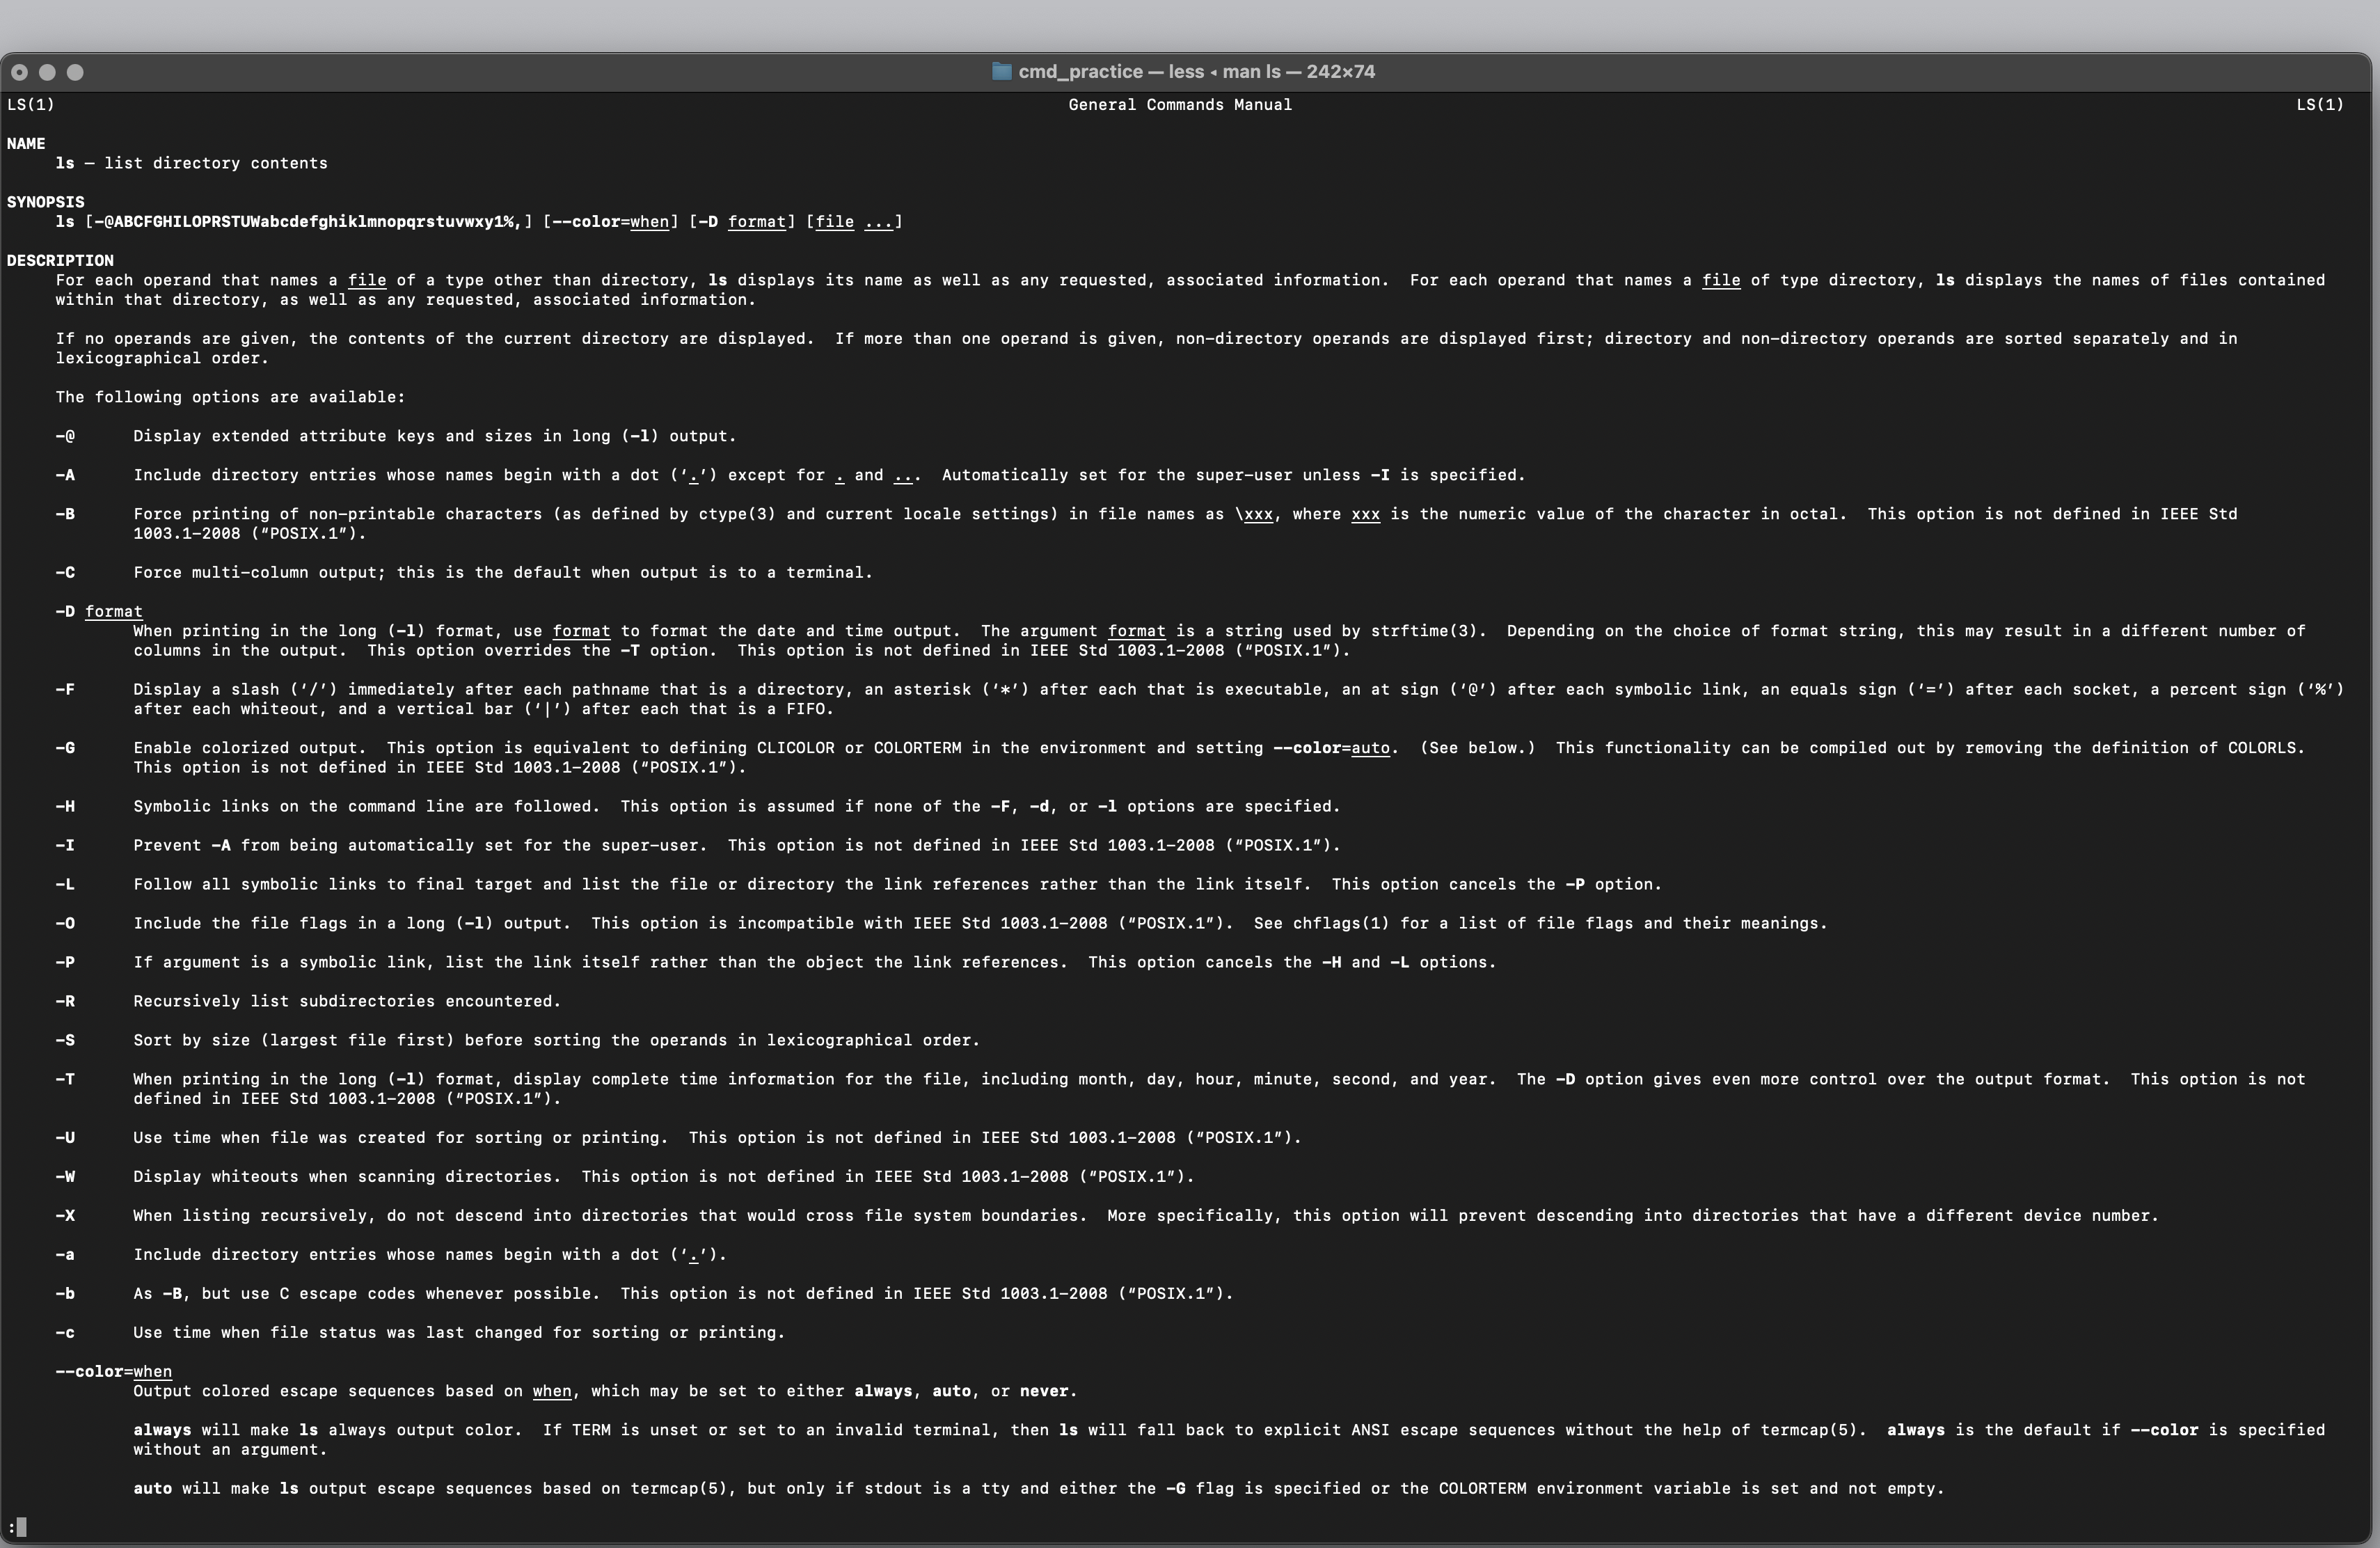 cmd_practice — less ◂ man ls — 242×74
LS(1) General Commands Manual LS(1)
NAME
ls – list directory contents
SYNOPSIS
ls [-@ABCFGHILOPRSTUWabcdefghiklmnopqrstuvwxy1%,] [--color=when] [-D format] [file ...]
DESCRIPTION
For each operand that names a file of a type other than directory, ls displays its name as well as any requested, associated information.  For each operand that names a file of type directory, ls displays the names of files contained
within that directory, as well as any requested, associated information.
If no operands are given, the contents of the current directory are displayed.  If more than one operand is given, non-directory operands are displayed first; directory and non-directory operands are sorted separately and in
lexicographical order.
The following options are available:
-@ Display extended attribute keys and sizes in long (-l) output.
-A Include directory entries whose names begin with a dot (‘.’) except for . and ...  Automatically set for the super-user unless -I is specified.
-B Force printing of non-printable characters (as defined by ctype(3) and current locale settings) in file names as \xxx, where xxx is the numeric value of the character in octal.  This option is not defined in IEEE Std
1003.1-2008 (“POSIX.1”).
-C Force multi-column output; this is the default when output is to a terminal.
-D format
When printing in the long (-l) format, use format to format the date and time output.  The argument format is a string used by strftime(3).  Depending on the choice of format string, this may result in a different number of
columns in the output.  This option overrides the -T option.  This option is not defined in IEEE Std 1003.1-2008 (“POSIX.1”).
-F Display a slash (‘/’) immediately after each pathname that is a directory, an asterisk (‘*’) after each that is executable, an at sign (‘@’) after each symbolic link, an equals sign (‘=’) after each socket, a percent sign (‘%’)
after each whiteout, and a vertical bar (‘|’) after each that is a FIFO.
-G Enable colorized output.  This option is equivalent to defining CLICOLOR or COLORTERM in the environment and setting --color=auto.  (See below.)  This functionality can be compiled out by removing the definition of COLORLS.
This option is not defined in IEEE Std 1003.1-2008 (“POSIX.1”).
-H Symbolic links on the command line are followed.  This option is assumed if none of the -F, -d, or -l options are specified.
-I Prevent -A from being automatically set for the super-user.  This option is not defined in IEEE Std 1003.1-2008 (“POSIX.1”).
-L Follow all symbolic links to final target and list the file or directory the link references rather than the link itself.  This option cancels the -P option.
-O Include the file flags in a long (-l) output.  This option is incompatible with IEEE Std 1003.1-2008 (“POSIX.1”).  See chflags(1) for a list of file flags and their meanings.
-P If argument is a symbolic link, list the link itself rather than the object the link references.  This option cancels the -H and -L options.
-R Recursively list subdirectories encountered.
-S Sort by size (largest file first) before sorting the operands in lexicographical order.
-T When printing in the long (-l) format, display complete time information for the file, including month, day, hour, minute, second, and year.  The -D option gives even more control over the output format.  This option is not
defined in IEEE Std 1003.1-2008 (“POSIX.1”).
-U Use time when file was created for sorting or printing.  This option is not defined in IEEE Std 1003.1-2008 (“POSIX.1”).
-W Display whiteouts when scanning directories.  This option is not defined in IEEE Std 1003.1-2008 (“POSIX.1”).
-X When listing recursively, do not descend into directories that would cross file system boundaries.  More specifically, this option will prevent descending into directories that have a different device number.
-a Include directory entries whose names begin with a dot (‘.’).
-b As -B, but use C escape codes whenever possible.  This option is not defined in IEEE Std 1003.1-2008 (“POSIX.1”).
-c Use time when file status was last changed for sorting or printing.
--color=when
Output colored escape sequences based on when, which may be set to either always, auto, or never.
always will make ls always output color.  If TERM is unset or set to an invalid terminal, then ls will fall back to explicit ANSI escape sequences without the help of termcap(5).  always is the default if --color is specified
without an argument.
auto will make ls output escape sequences based on termcap(5), but only if stdout is a tty and either the -G flag is specified or the COLORTERM environment variable is set and not empty.
: